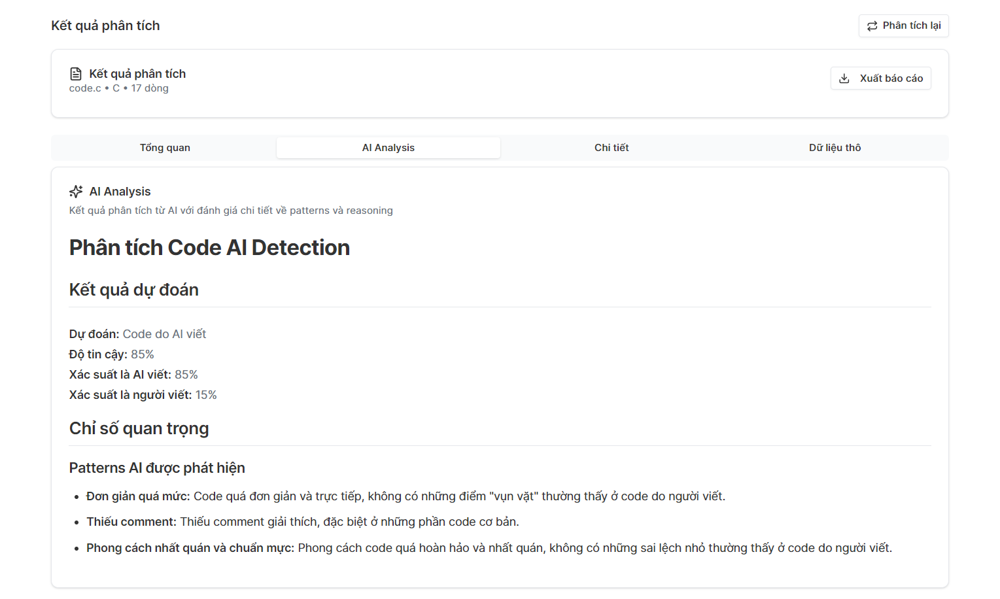 Kết quả phân tích
Phân tích lại
Kết quả phân tích
code.c • C • 17 dòng
Xuất báo cáo
Tổng quan
AI Analysis
Chi tiết
Dữ liệu thô
AI Analysis
Kết quả phân tích từ AI với đánh giá chi tiết về patterns và reasoning
Phân tích Code AI Detection
Kết quả dự đoán
Dự đoán: Code do AI viết
Độ tin cậy: 85%
Xác suất là AI viết: 85%
Xác suất là người viết: 15%
Chỉ số quan trọng
Patterns AI được phát hiện
• Đơn giản quá mức: Code quá đơn giản và trực tiếp, không có những điểm "vụn vặt" thường thấy ở code do người viết.
• Thiếu comment: Thiếu comment giải thích, đặc biệt ở những phần code cơ bản.
• Phong cách nhất quán và chuẩn mực: Phong cách code quá hoàn hảo và nhất quán, không có những sai lệch nhỏ thường thấy ở code do người viết.